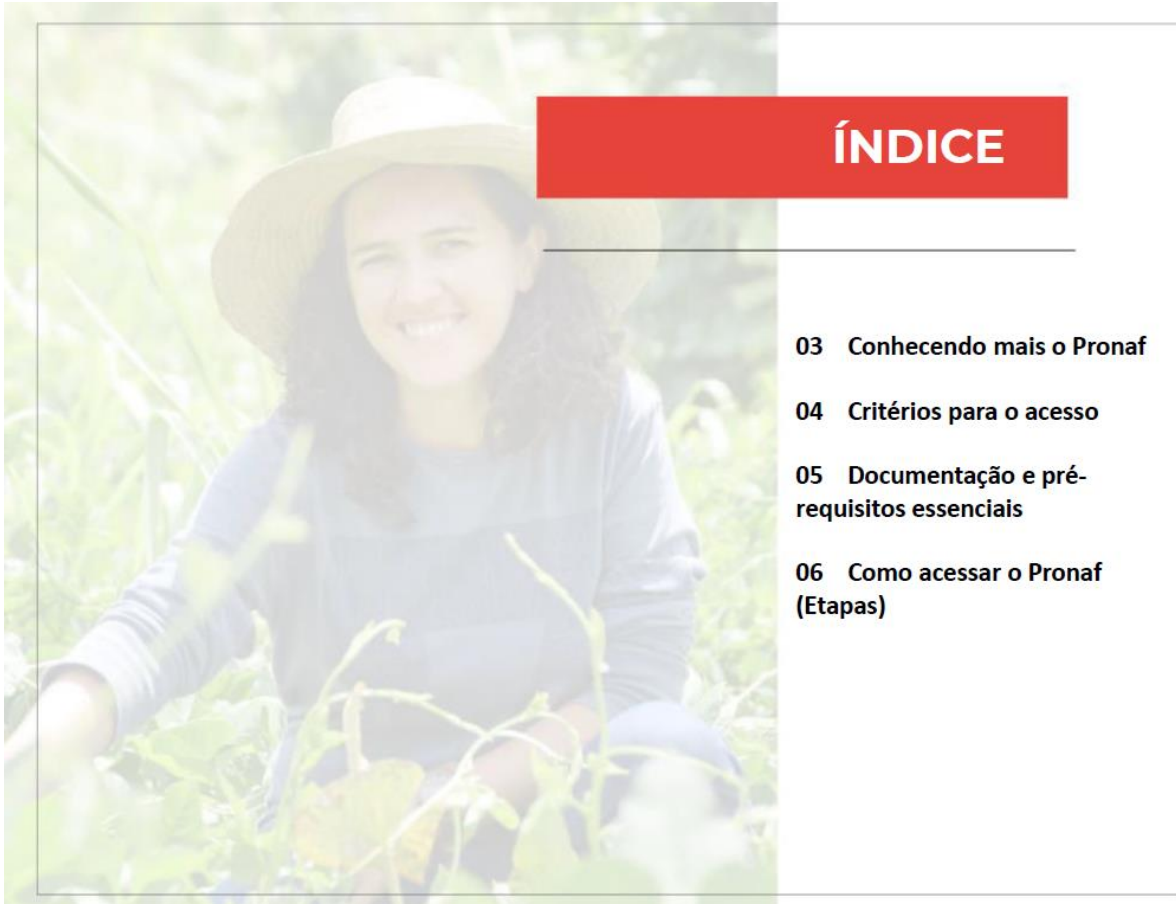 ÍNDICE
03 Conhecendo mais o Pronaf
04 Critérios para o acesso
05 Documentação e pré-
requisitos essenciais
06 Como acessar o Pronaf
(Etapas)